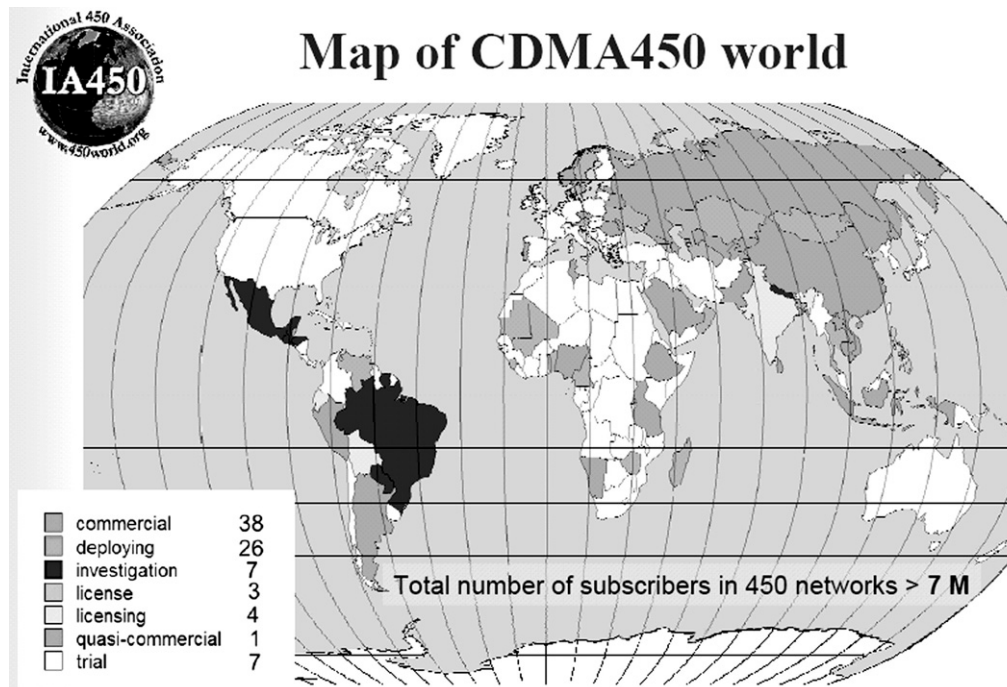 International 450 Association
IA450
www.450world.org
Map of CDMA450 world
commercial 38
deploying 26
investigation 7
license 3
licensing 4
quasi-commercial 1
trial 7
Total number of subscribers in 450 networks > 7 M